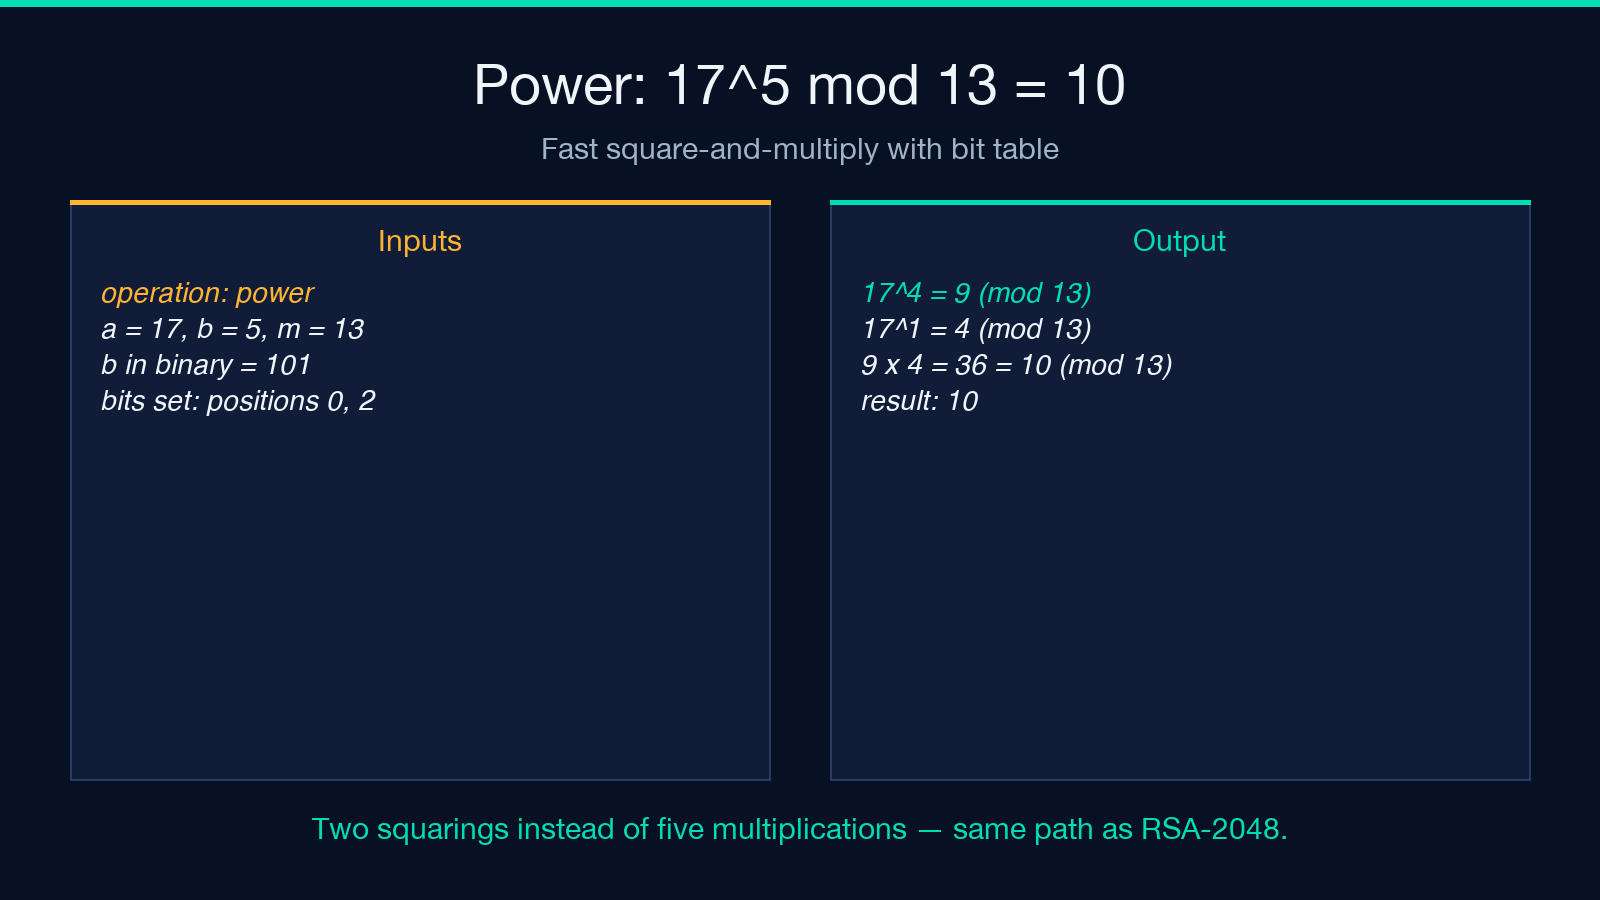 Power: 17^5 mod 13 = 10
Fast square-and-multiply with bit table
Inputs
operation: power
a = 17, b = 5, m = 13
b in binary = 101
bits set: positions 0, 2
Output
17^4 = 9 (mod 13)
17^1 = 4 (mod 13)
9 x 4 = 36 = 10 (mod 13)
result: 10
Two squarings instead of five multiplications — same path as RSA-2048.